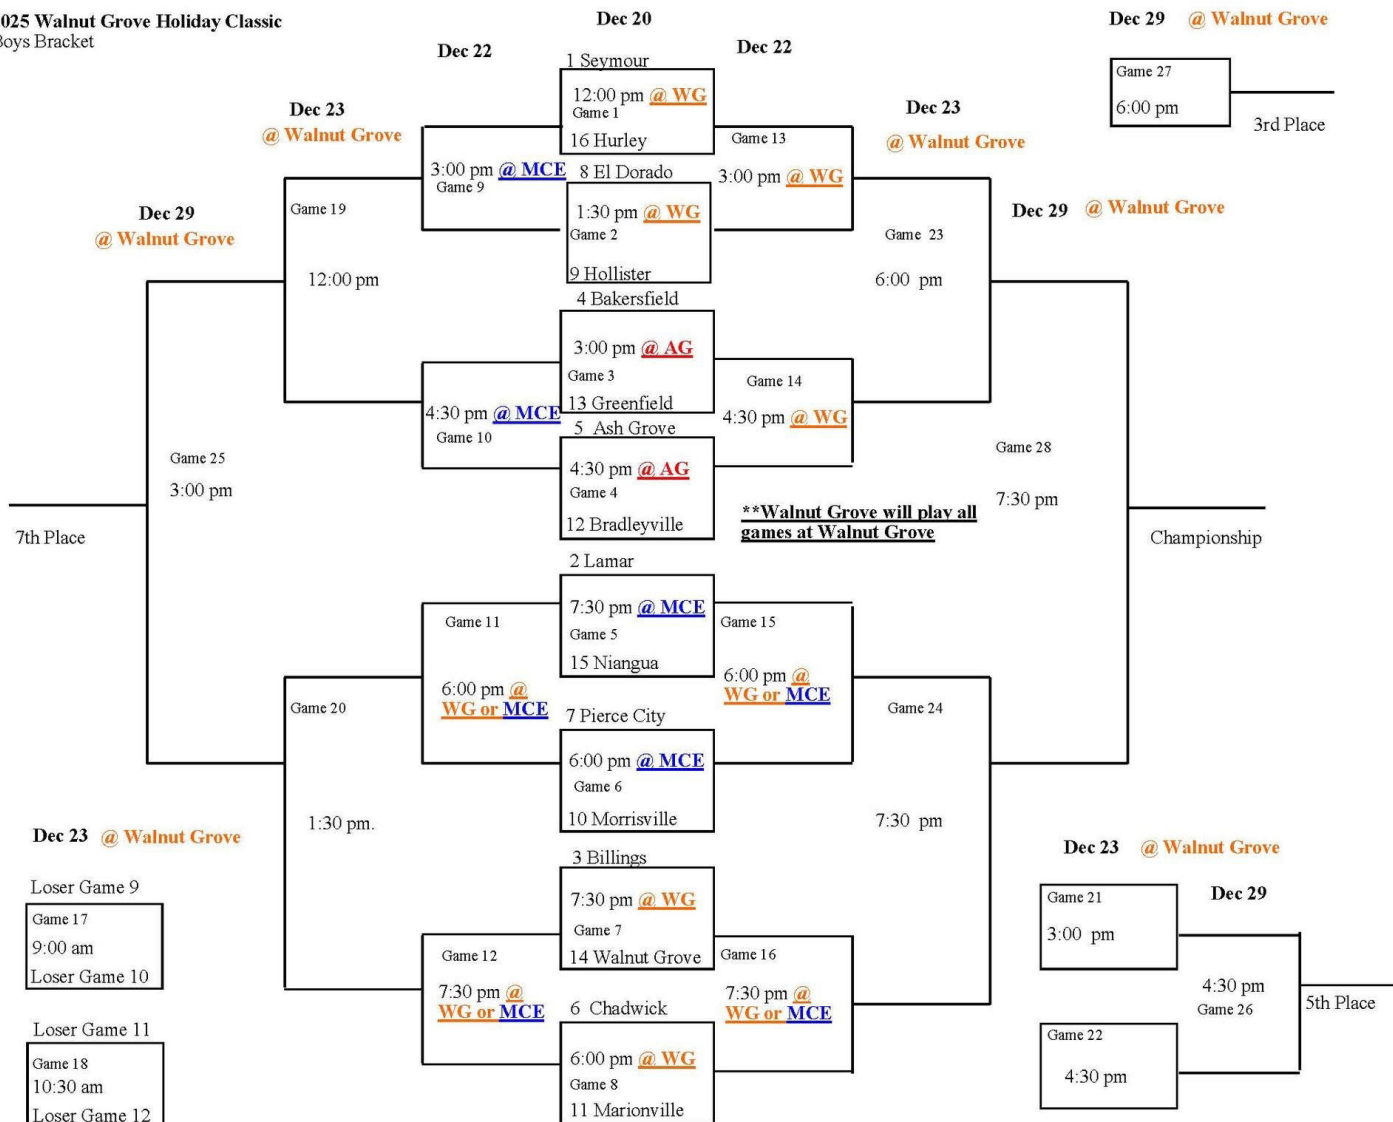 025 Walnut Grove Holiday Classic
Boys Bracket
Dec 20
Dec 22
Dec 22
Dec 23
@ Walnut Grove
Dec 23
@ Walnut Grove
Dec 29
@ Walnut Grove
Dec 29 @ Walnut Grove
Game 27
6:00 pm
3rd Place
Dec 29 @ Walnut Grove
1 Seymour
12:00 pm @ WG
Game 1
16 Hurley
8 El Dorado
1:30 pm @ WG
Game 2
9 Hollister
4 Bakersfield
3:00 pm @ AG
Game 3
13 Greenfield
5 Ash Grove
4:30 pm @ AG
Game 4
12 Bradleyville
2 Lamar
7:30 pm @ MCE
Game 5
15 Niangua
7 Pierce City
6:00 pm @ MCE
Game 6
10 Morrisville
3 Billings
7:30 pm @ WG
Game 7
14 Walnut Grove
6 Chadwick
6:00 pm @ WG
Game 8
11 Marionville
3:00 pm @ MCE
Game 9
4:30 pm @ MCE
Game 10
Game 11
6:00 pm @
WG or MCE
Game 12
7:30 pm @
WG or MCE
Game 13
3:00 pm @ WG
Game 14
4:30 pm @ WG
**Walnut Grove will play all
games at Walnut Grove
Game 15
6:00 pm @
WG or MCE
Game 16
7:30 pm @
WG or MCE
Game 19
12:00 pm
Game 20
1:30 pm.
Game 25
3:00 pm
7th Place
Game 23
6:00 pm
Game 24
7:30 pm
Game 28
7:30 pm
Championship
Dec 23 @ Walnut Grove
Loser Game 9
Game 17
9:00 am
Loser Game 10
Loser Game 11
Game 18
10:30 am
Loser Game 12
Dec 23 @ Walnut Grove
Game 21
3:00 pm
Dec 29
4:30 pm
Game 26
5th Place
Game 22
4:30 pm